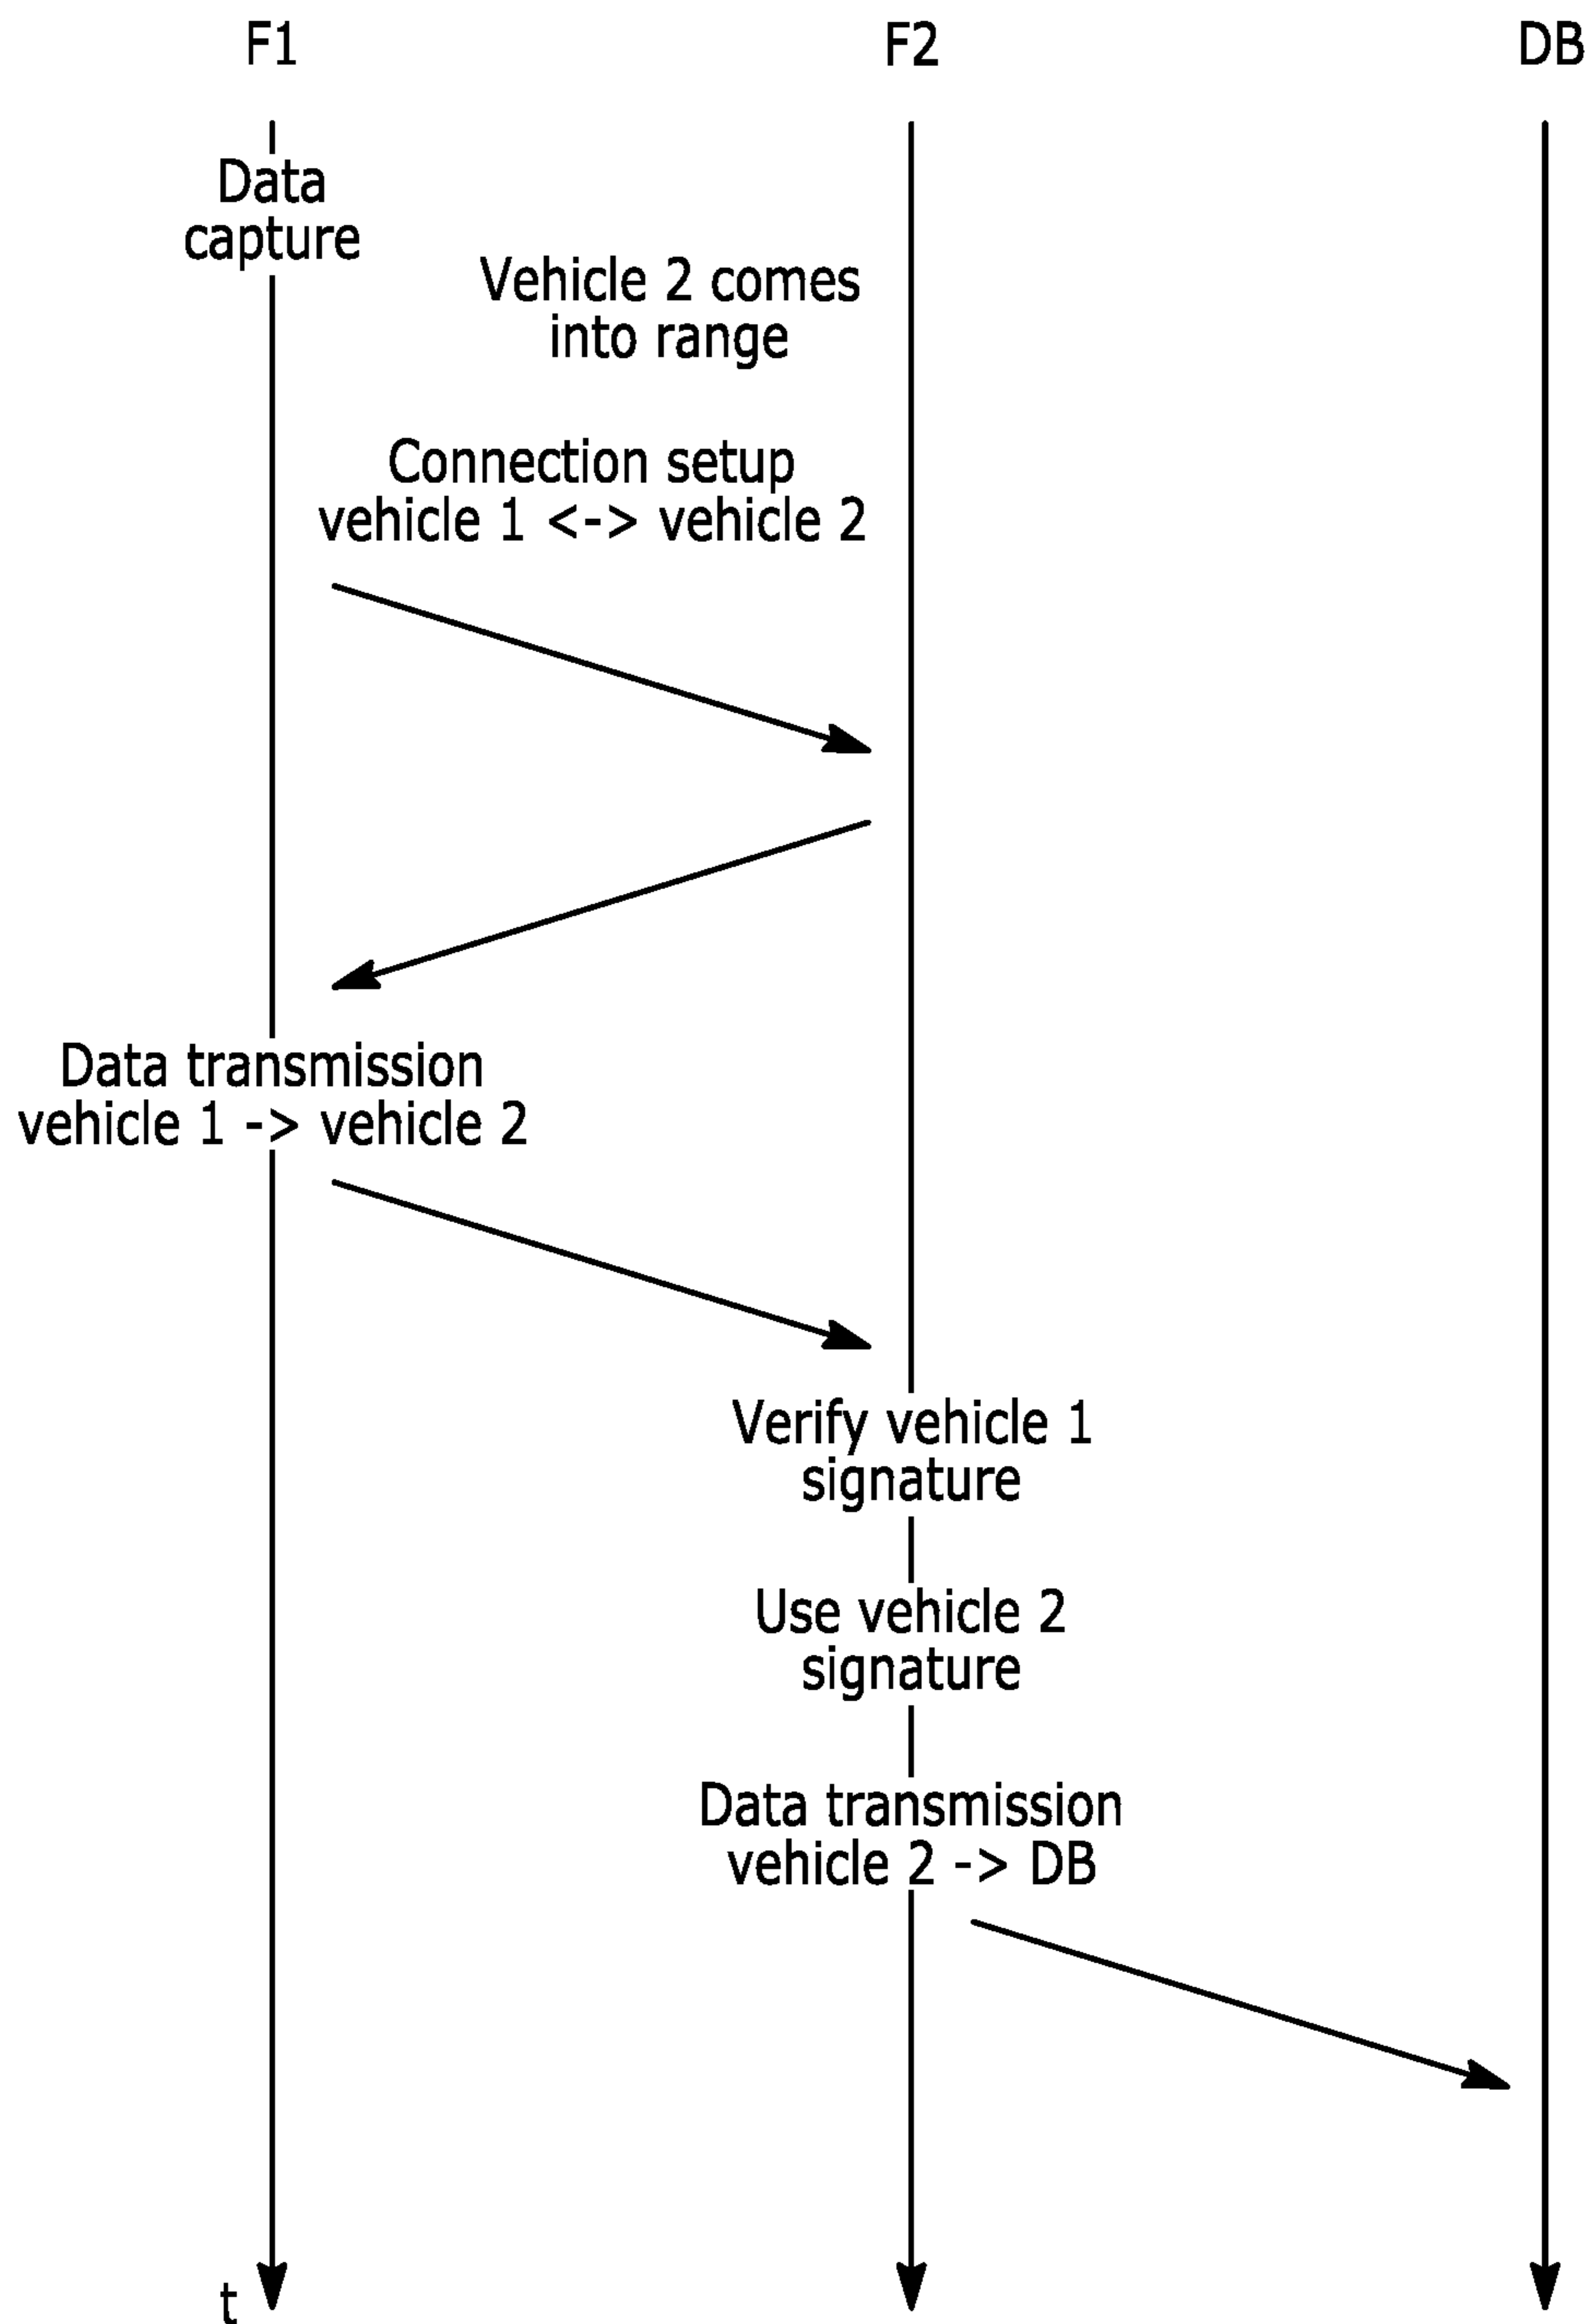 F1
F2
DB
Data
capture
Vehicle 2 comes
into range
Connection setup
vehicle 1 <-> vehicle 2
Data transmission
vehicle 1 -> vehicle 2
Verify vehicle 1
signature
Use vehicle 2
signature
Data transmission
vehicle 2 -> DB
t